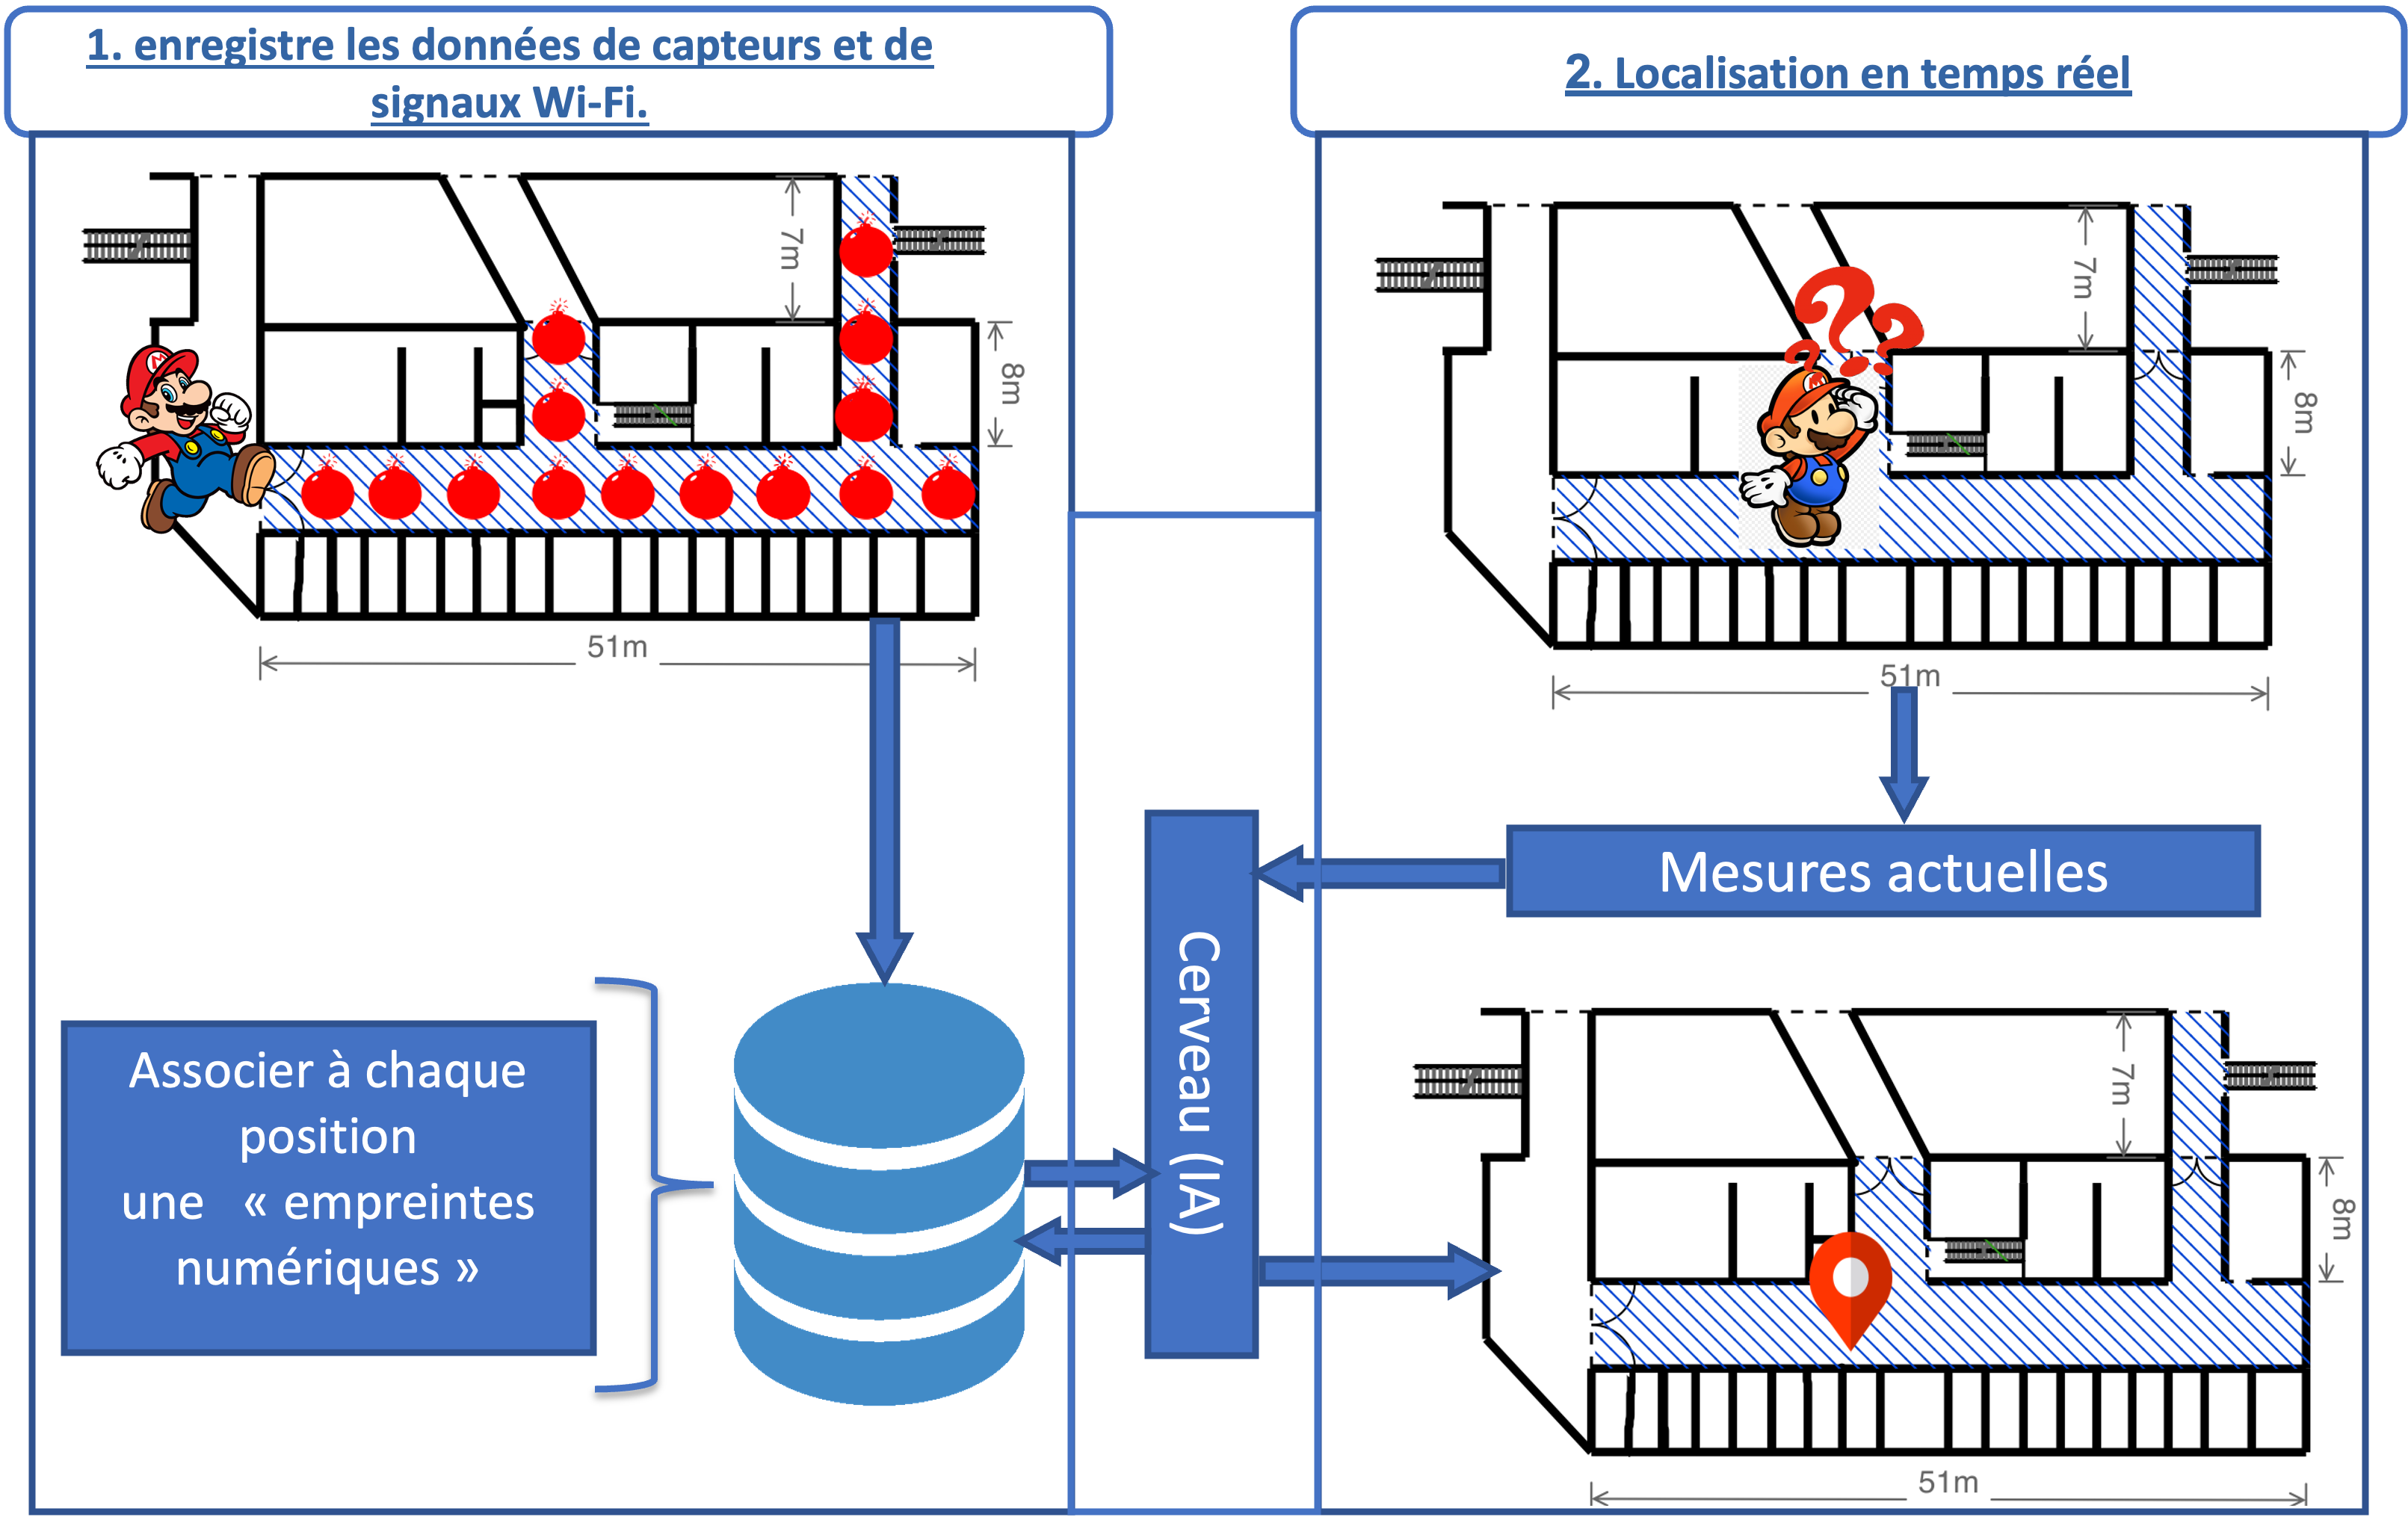 1. enregistre les données de capteurs et de
signaux Wi-Fi.
2. Localisation en temps réel
7m
8m
51m
7m
8m
51m
Mesures actuelles
Cerveau (IA)
Associer à chaque
position
une « empreintes
numériques »
7m
8m
51m
M
M